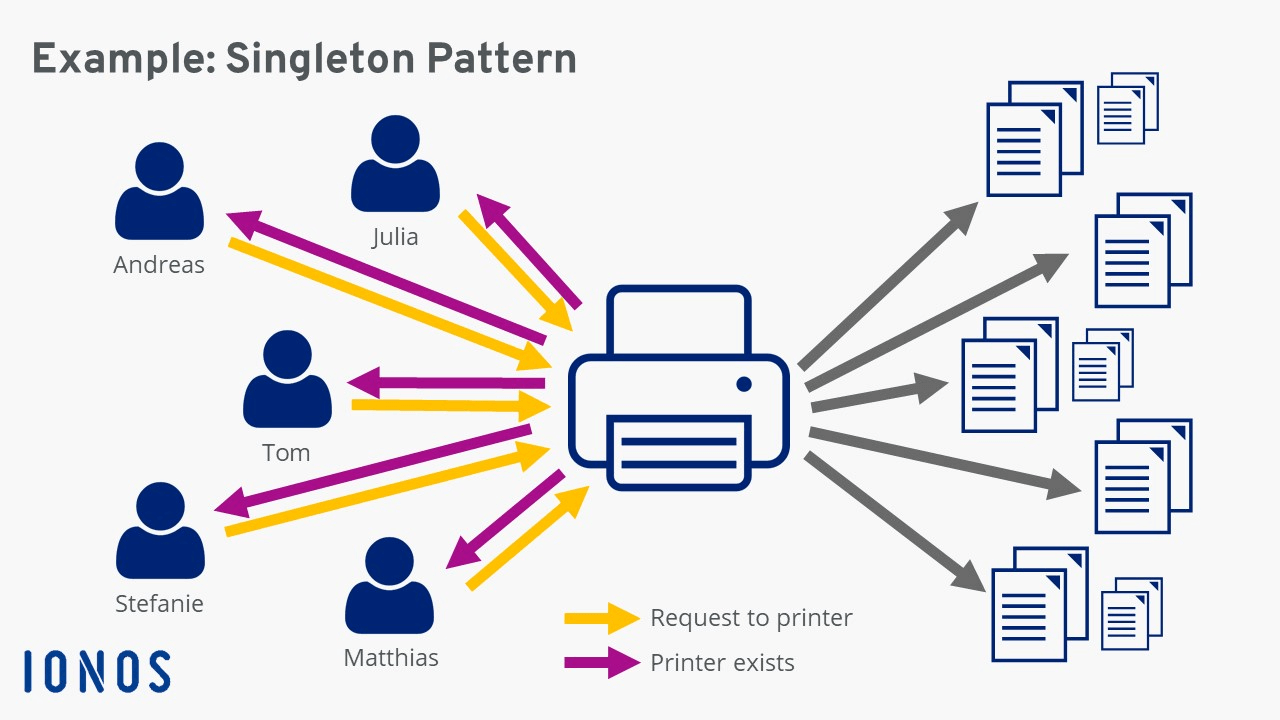 Example: Singleton Pattern
Julia
Andreas
Tom
Stefanie
Matthias
Request to printer
Printer exists
IONOS